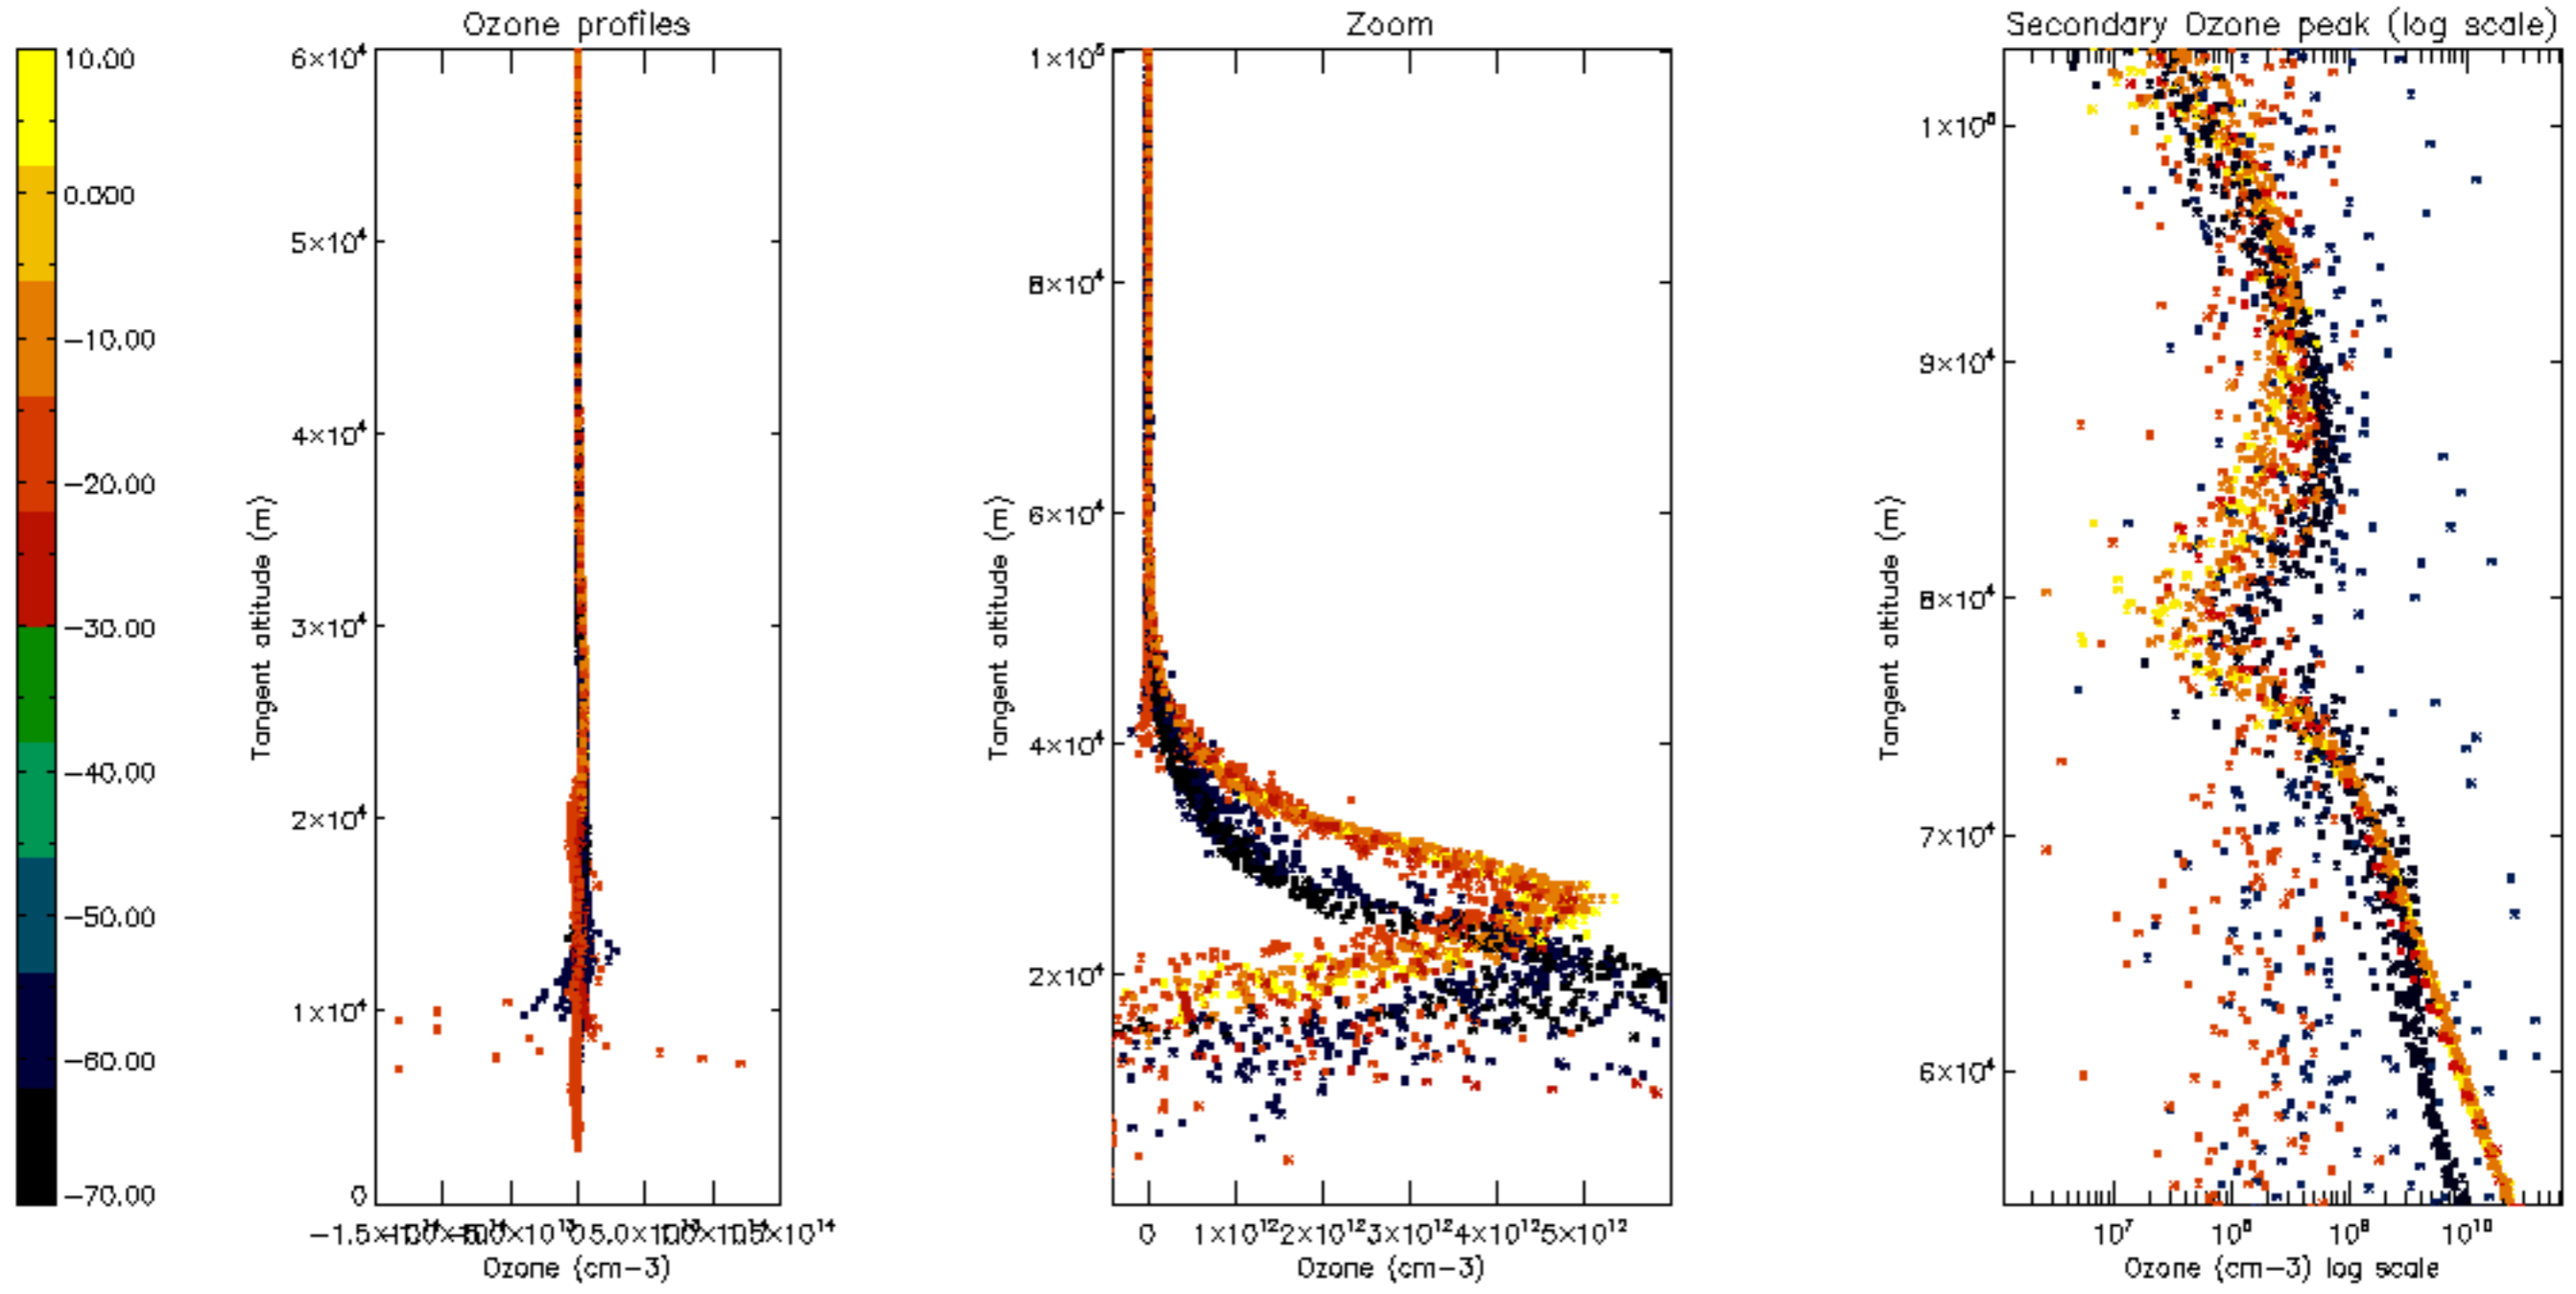 Ozone profiles
Zoom
Secondary Ozone peak (log scale)
10.00
0.00
−10.00
−20.00
−30.00
−40.00
−50.00
−60.00
−70.00
6×10⁴
5×10⁴
4×10⁴
3×10⁴
2×10⁴
1×10⁴
0
Tangent altitude (m)
Ozone (cm−3)
1×10⁵
8×10⁴
6×10⁴
4×10⁴
2×10⁴
Tangent altitude (m)
0 1×10¹² 2×10¹² 3×10¹² 4×10¹² 5×10¹²
Ozone (cm−3)
1×10⁵
9×10⁴
8×10⁴
7×10⁴
6×10⁴
Tangent altitude (m)
10⁷ 10⁸ 10⁹ 10¹⁰
Ozone (cm−3) log scale